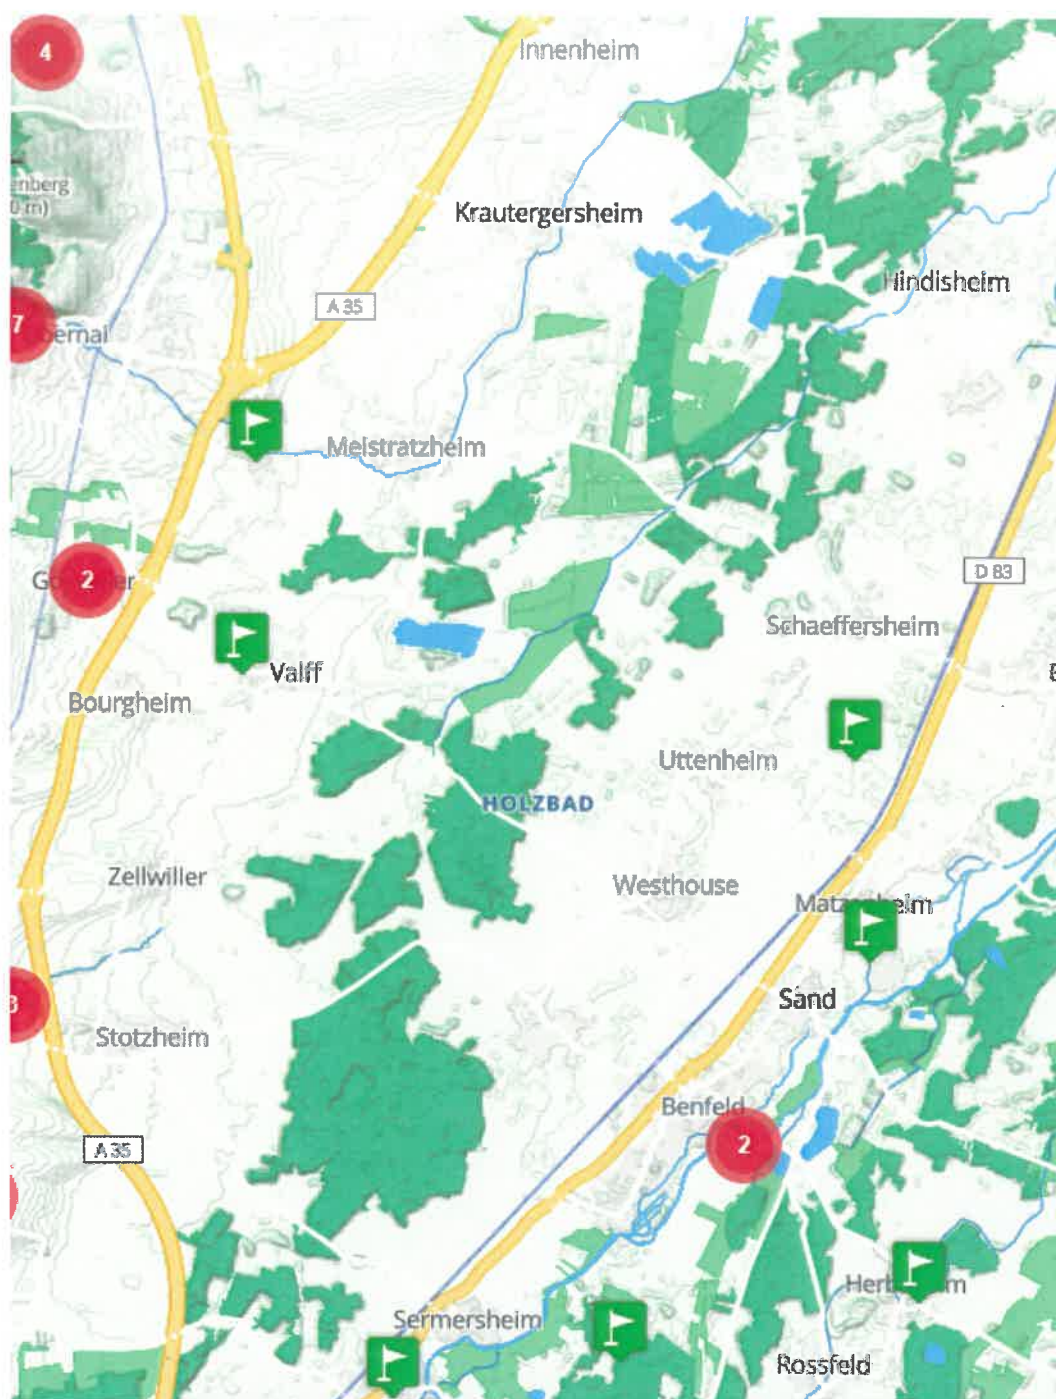 4
Innenheim
Krautergersheim
Hindisheim
A 35
7
Meistratzheim
D 83
2
Schaeffersheim
Valff
Bourgheim
Uttenheim
HOLZBAD
Zellwiller
Westhouse
Sand
3
Stotzheim
Benfeld
2
A 35
Sermersheim
Rossfeld